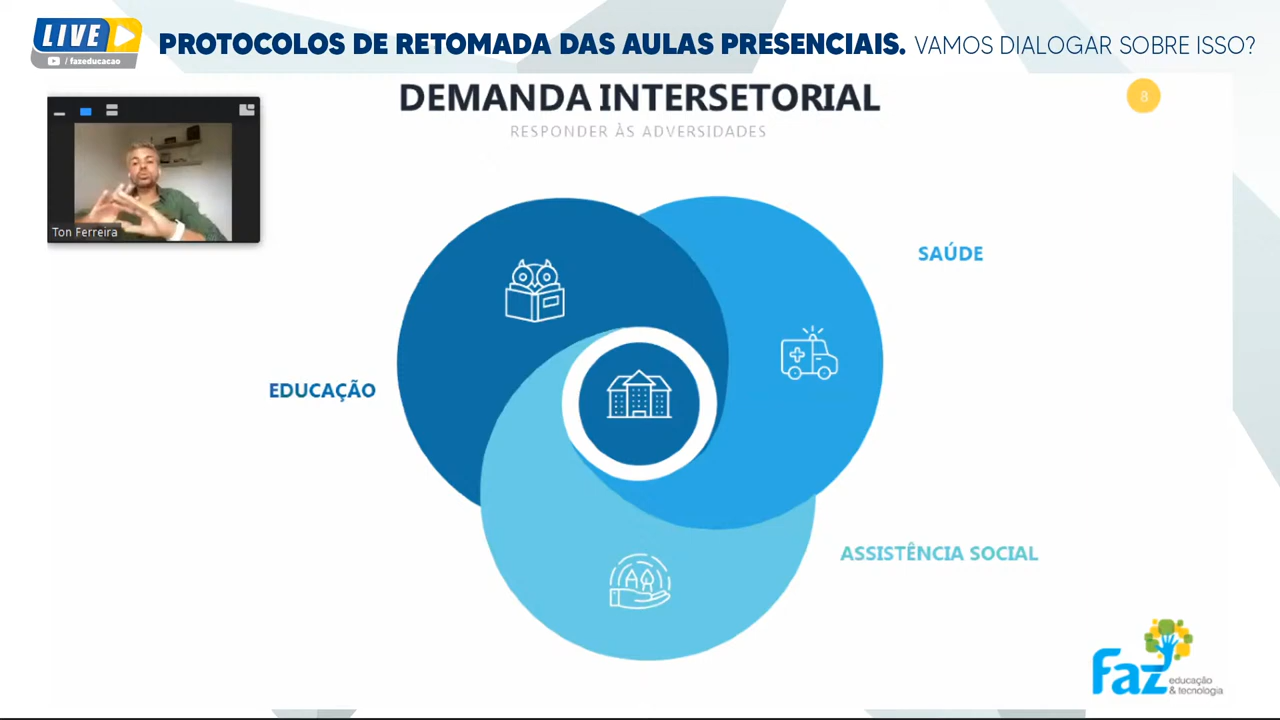 LIVE
/fazeducacao
PROTOCOLOS DE RETOMADA DAS AULAS PRESENCIAIS. VAMOS DIALOGAR SOBRE ISSO?
DEMANDA INTERSETORIAL
8
RESPONDER ÀS ADVERSIDADES
Ton Ferreira
SAÚDE
EDUCAÇÃO
ASSISTÊNCIA SOCIAL
Faz
educação
& tecnologia